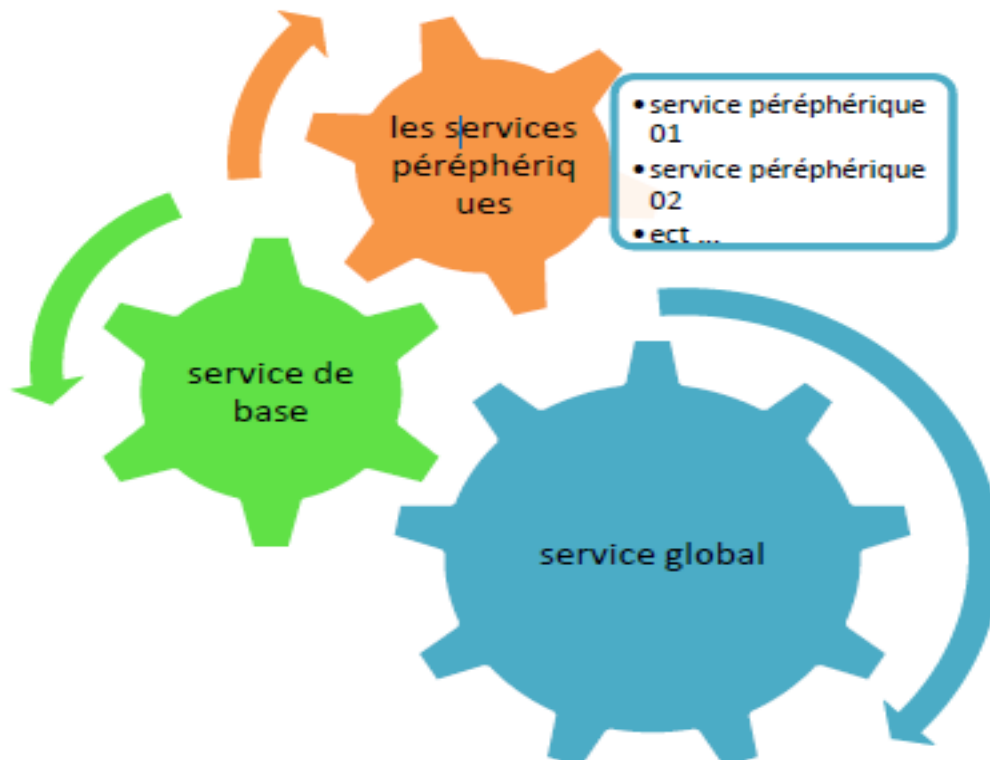 les services
péréphériq
ues
• service péréphérique
01
• service péréphérique
02
• ect ...
service de
base
service global